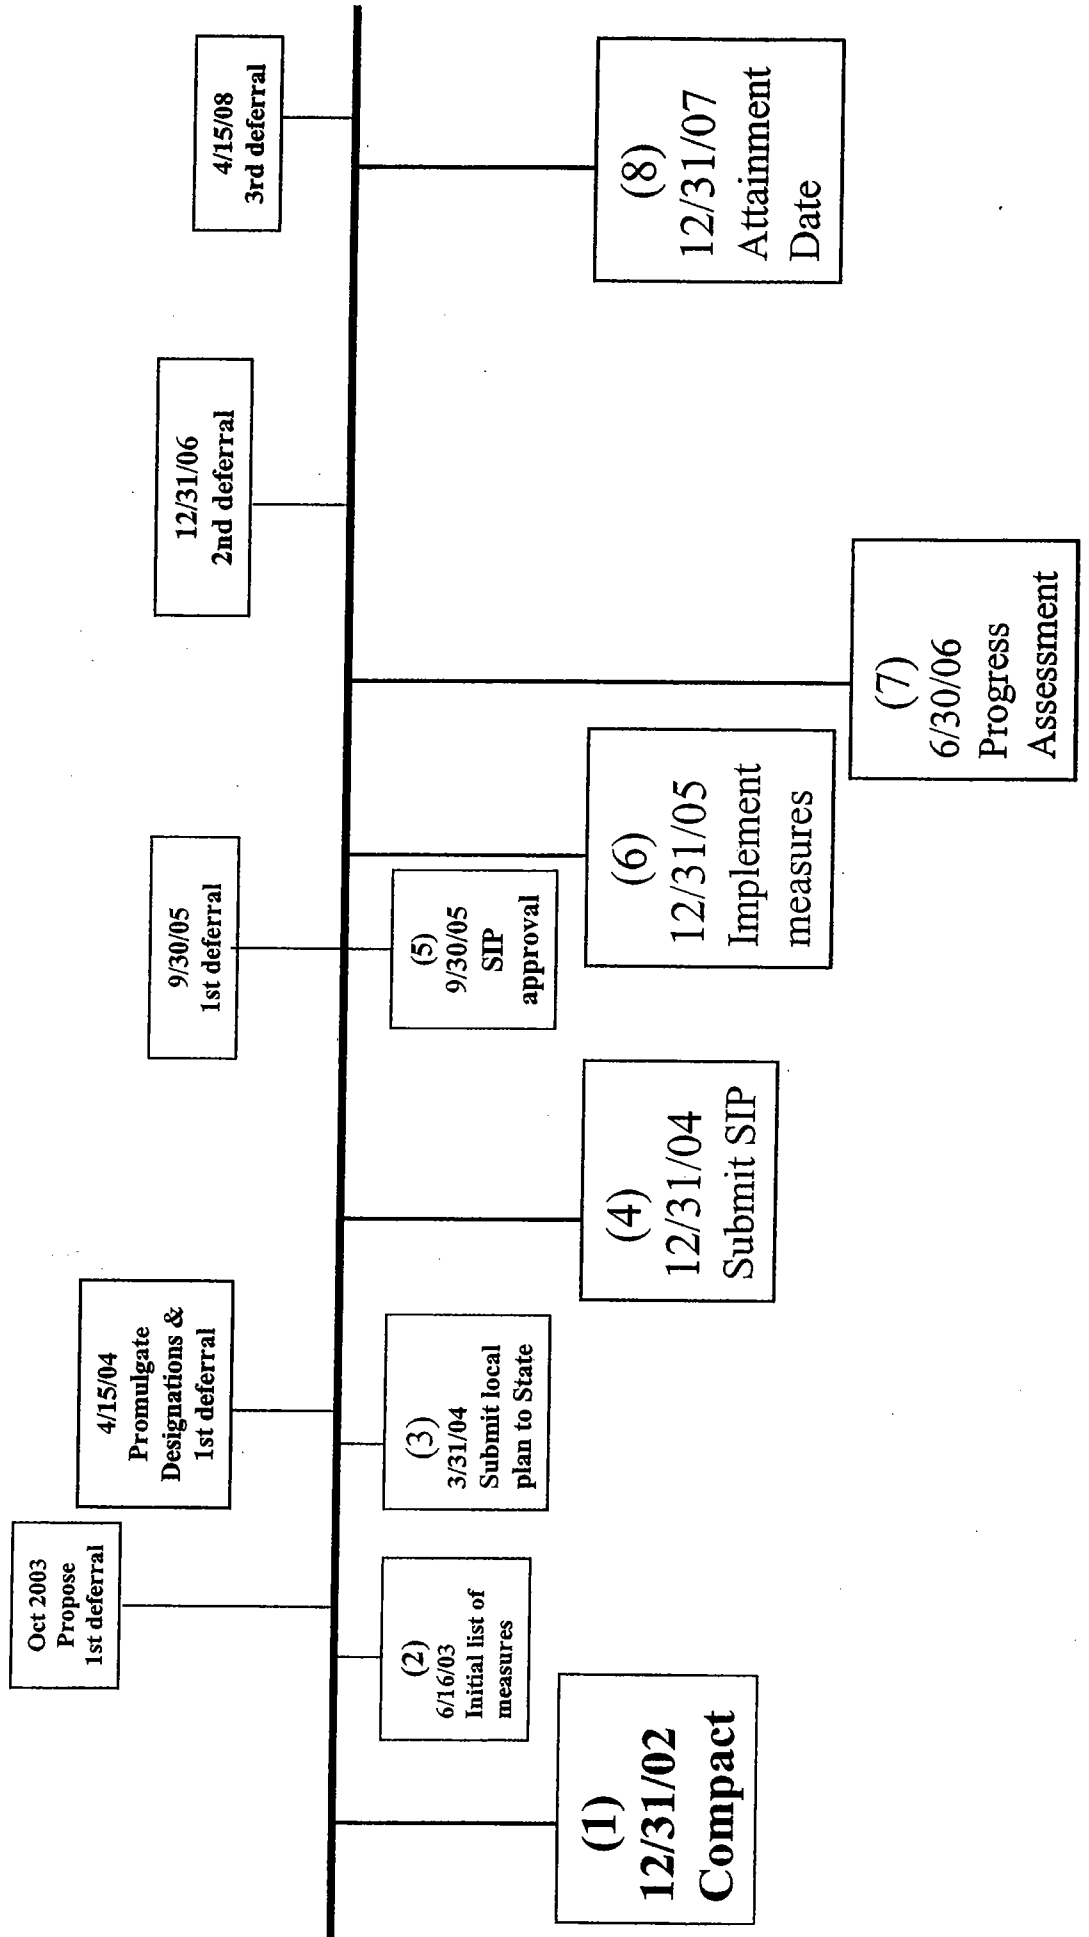 Oct 2003
Propose
1st deferral
4/15/04
Promulgate
Designations &
1st deferral
9/30/05
1st deferral
12/31/06
2nd deferral
4/15/08
3rd deferral
(1)
12/31/02
Compact
(2)
6/16/03
Initial list of
measures
(3)
3/31/04
Submit local
plan to State
(4)
12/31/04
Submit SIP
(5)
9/30/05
SIP
approval
(6)
12/31/05
Implement
measures
(7)
6/30/06
Progress
Assessment
(8)
12/31/07
Attainment
Date